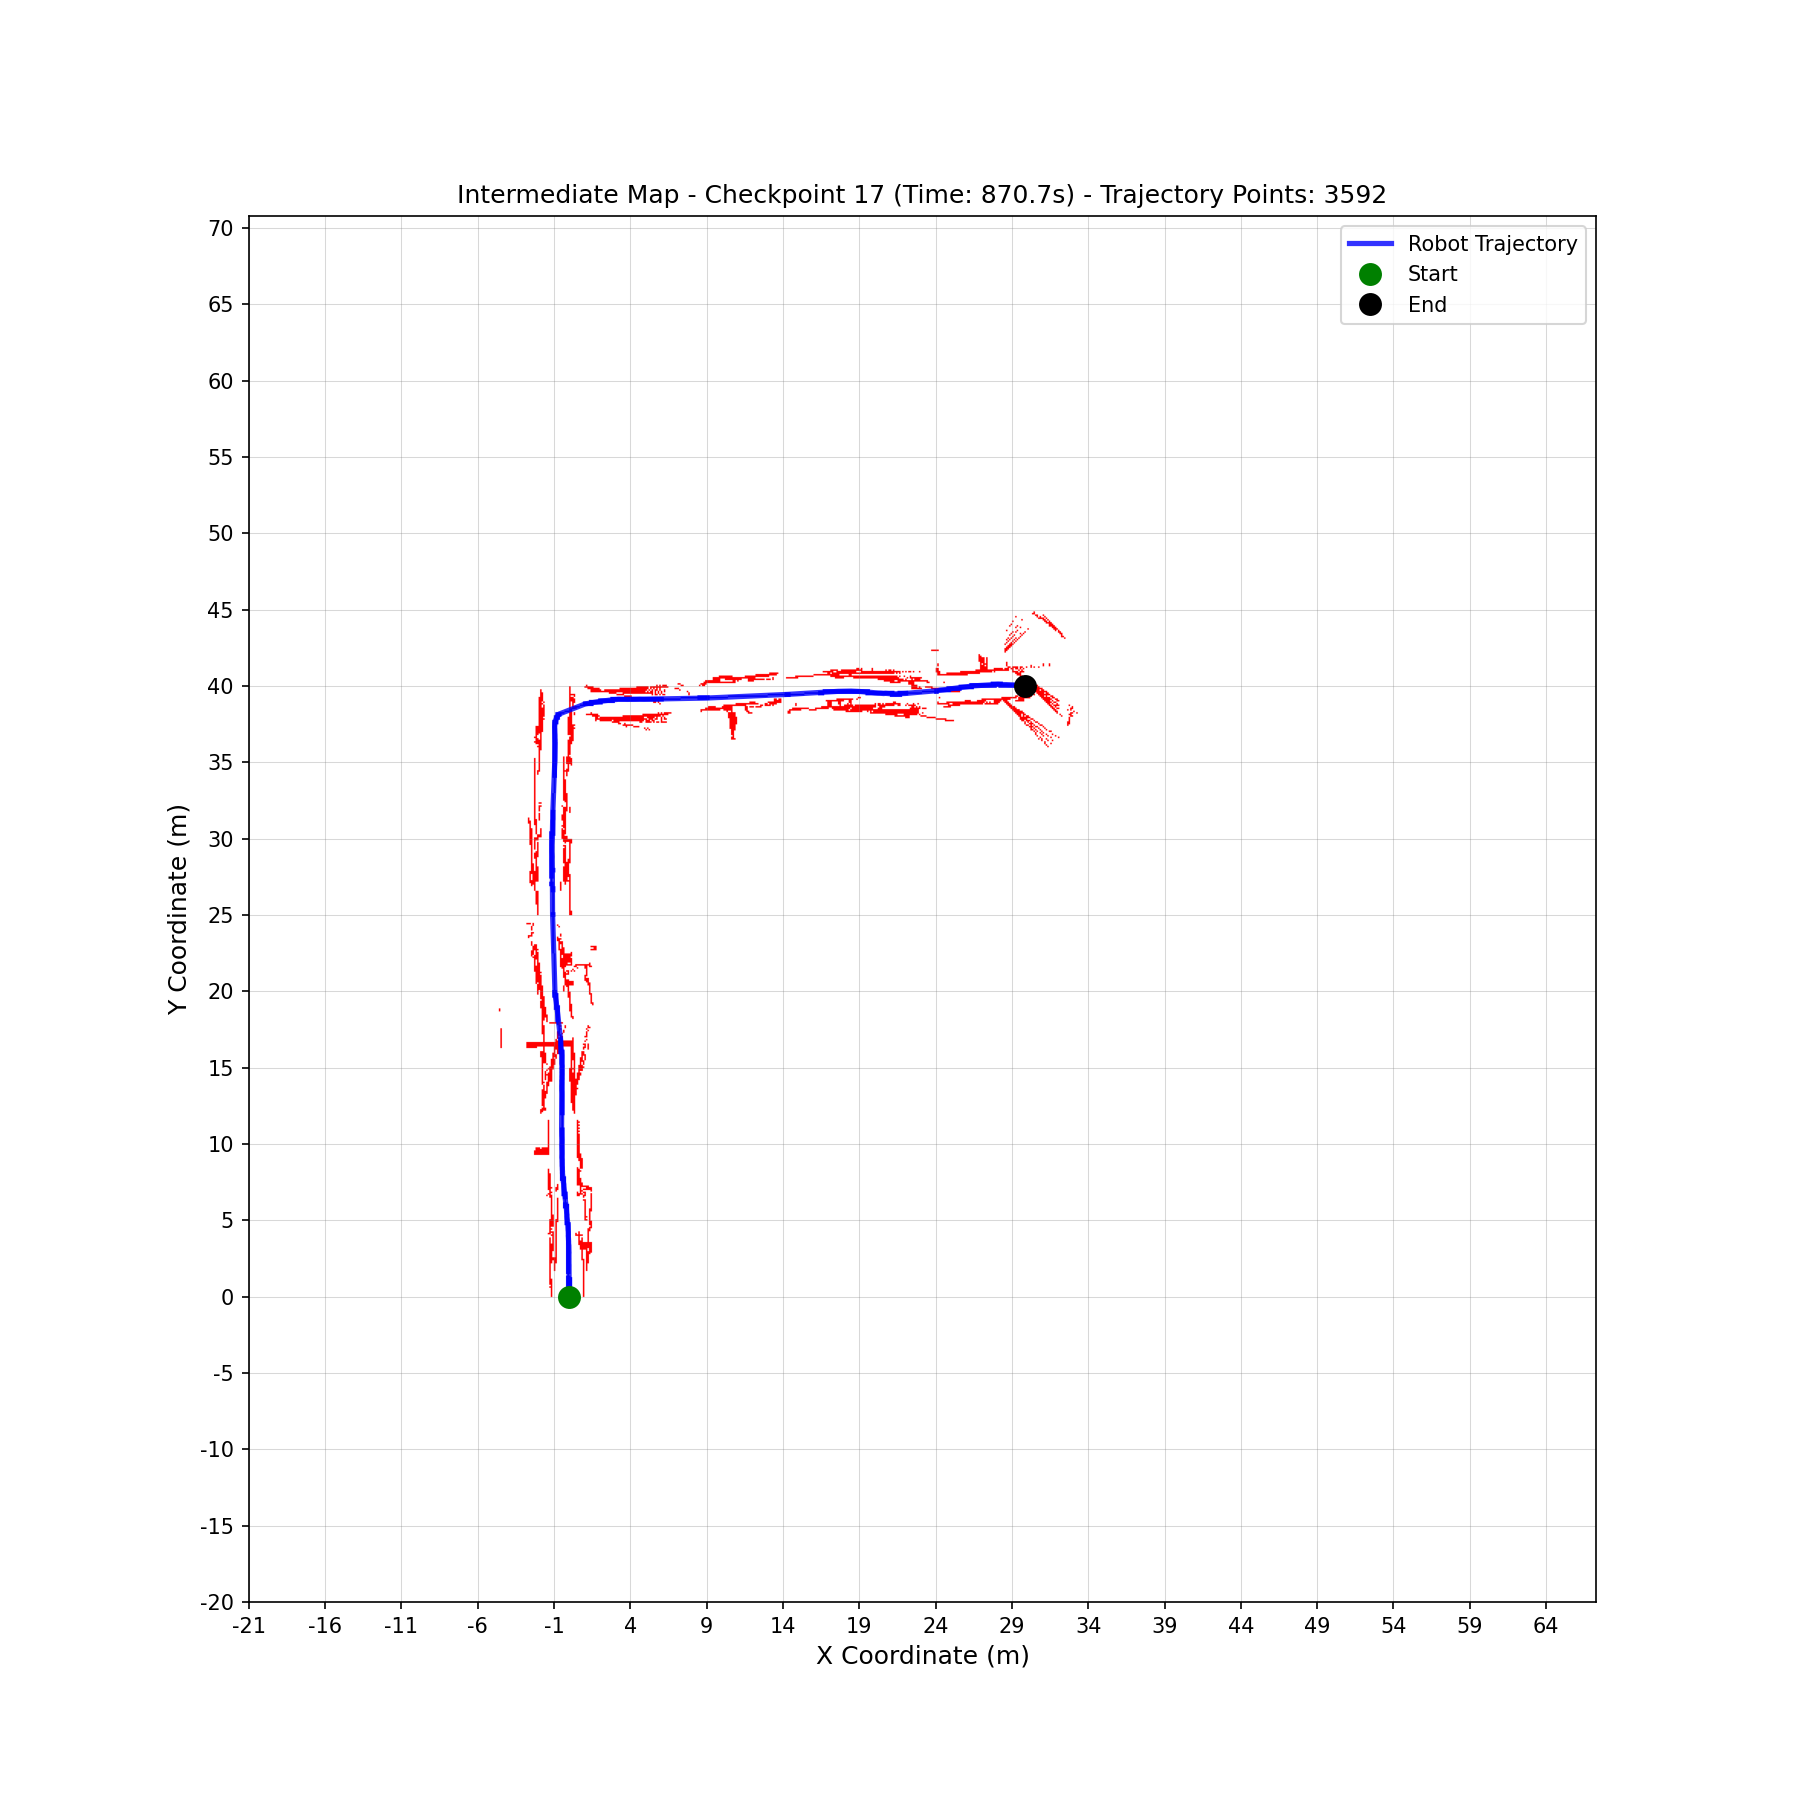 Intermediate Map - Checkpoint 17 (Time: 870.7s) - Trajectory Points: 3592
Robot Trajectory
Start
End
Y Coordinate (m)
70
65
60
55
50
45
40
35
30
25
20
15
10
5
0
-5
-10
-15
-20
-21 -16 -11 -6 -1 4 9 14 19 24 29 34 39 44 49 54 59 64
X Coordinate (m)